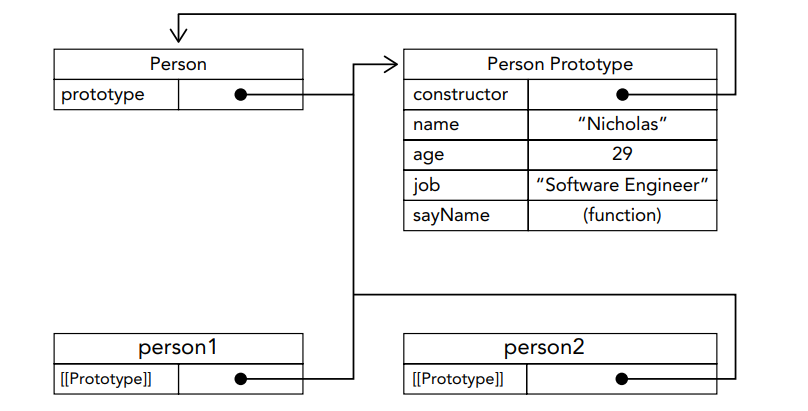 Person
prototype
Person Prototype
constructor
name “Nicholas”
age 29
job “Software Engineer”
sayName (function)
person1
[[Prototype]]
person2
[[Prototype]]